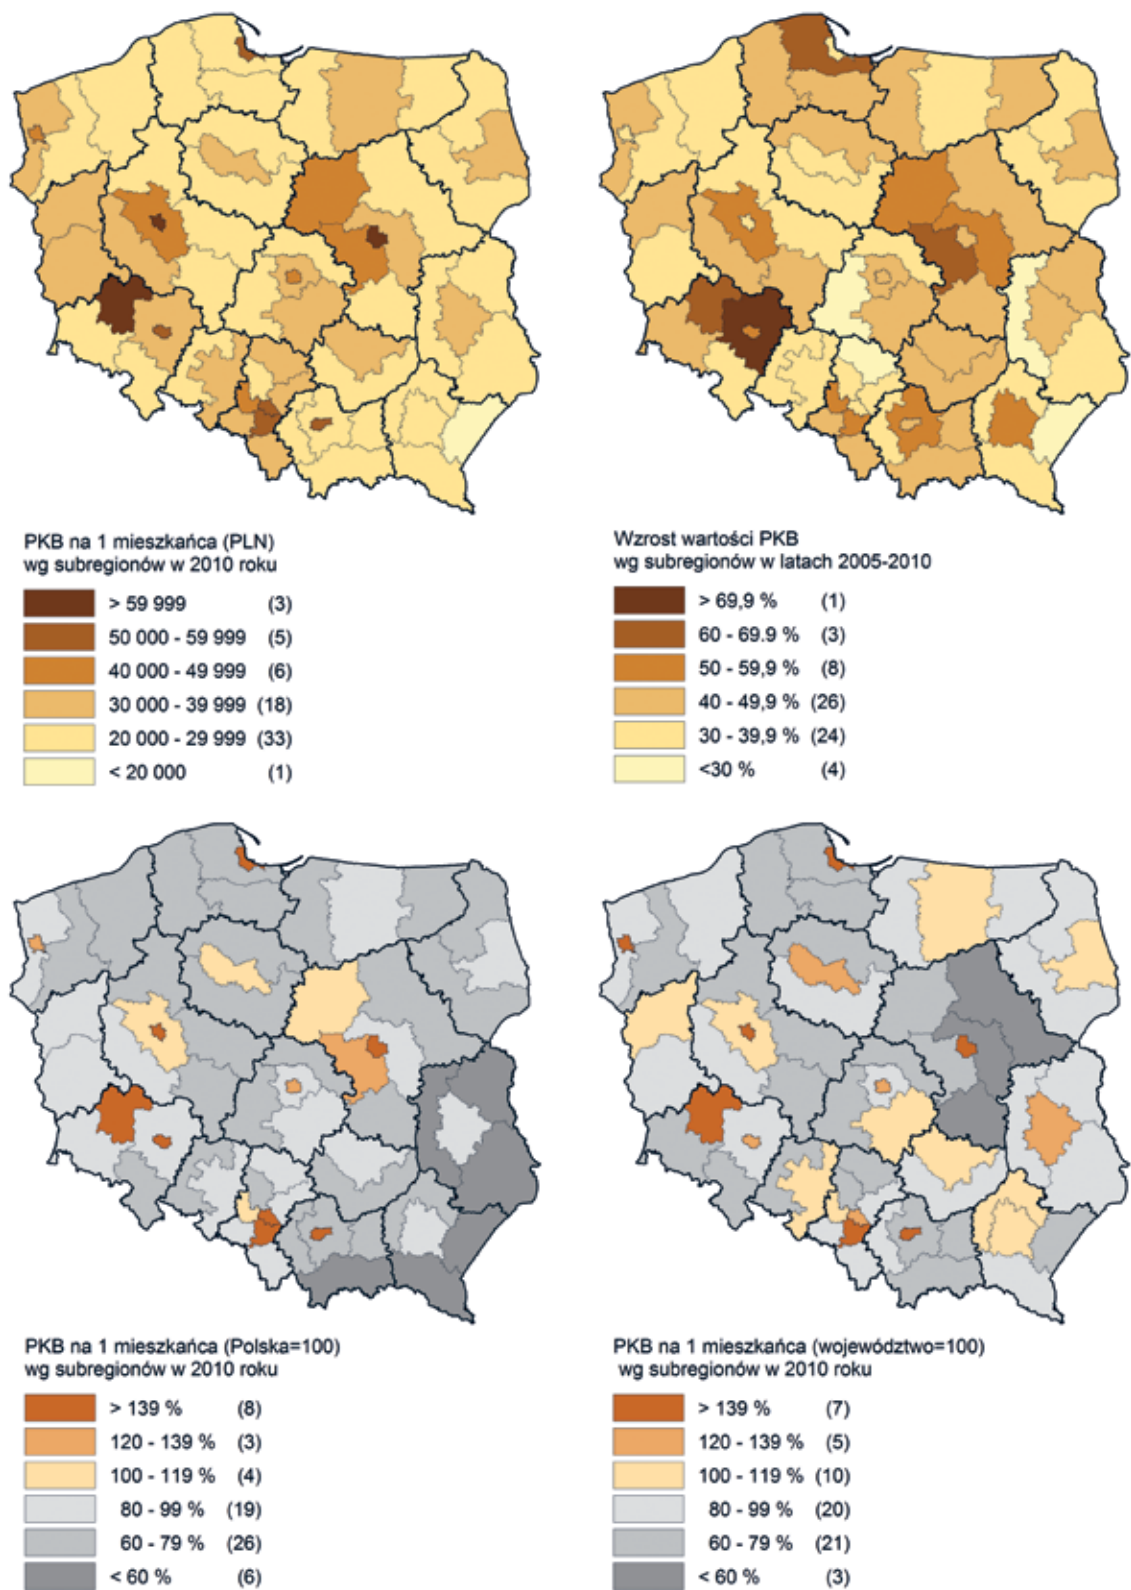 PKB na 1 mieszkańca (PLN)
wg subregionów w 2010 roku
> 59 999 (3)
50 000 - 59 999 (5)
40 000 - 49 999 (6)
30 000 - 39 999 (18)
20 000 - 29 999 (33)
< 20 000 (1)
Wzrost wartości PKB
wg subregionów w latach 2005-2010
> 69,9 % (1)
60 - 69.9 % (3)
50 - 59,9 % (8)
40 - 49,9 % (26)
30 - 39,9 % (24)
<30 % (4)
PKB na 1 mieszkańca (Polska=100)
wg subregionów w 2010 roku
> 139 % (8)
120 - 139 % (3)
100 - 119 % (4)
80 - 99 % (19)
60 - 79 % (26)
< 60 % (6)
PKB na 1 mieszkańca (województwo=100)
wg subregionów w 2010 roku
> 139 % (7)
120 - 139 % (5)
100 - 119 % (10)
80 - 99 % (20)
60 - 79 % (21)
< 60 % (3)